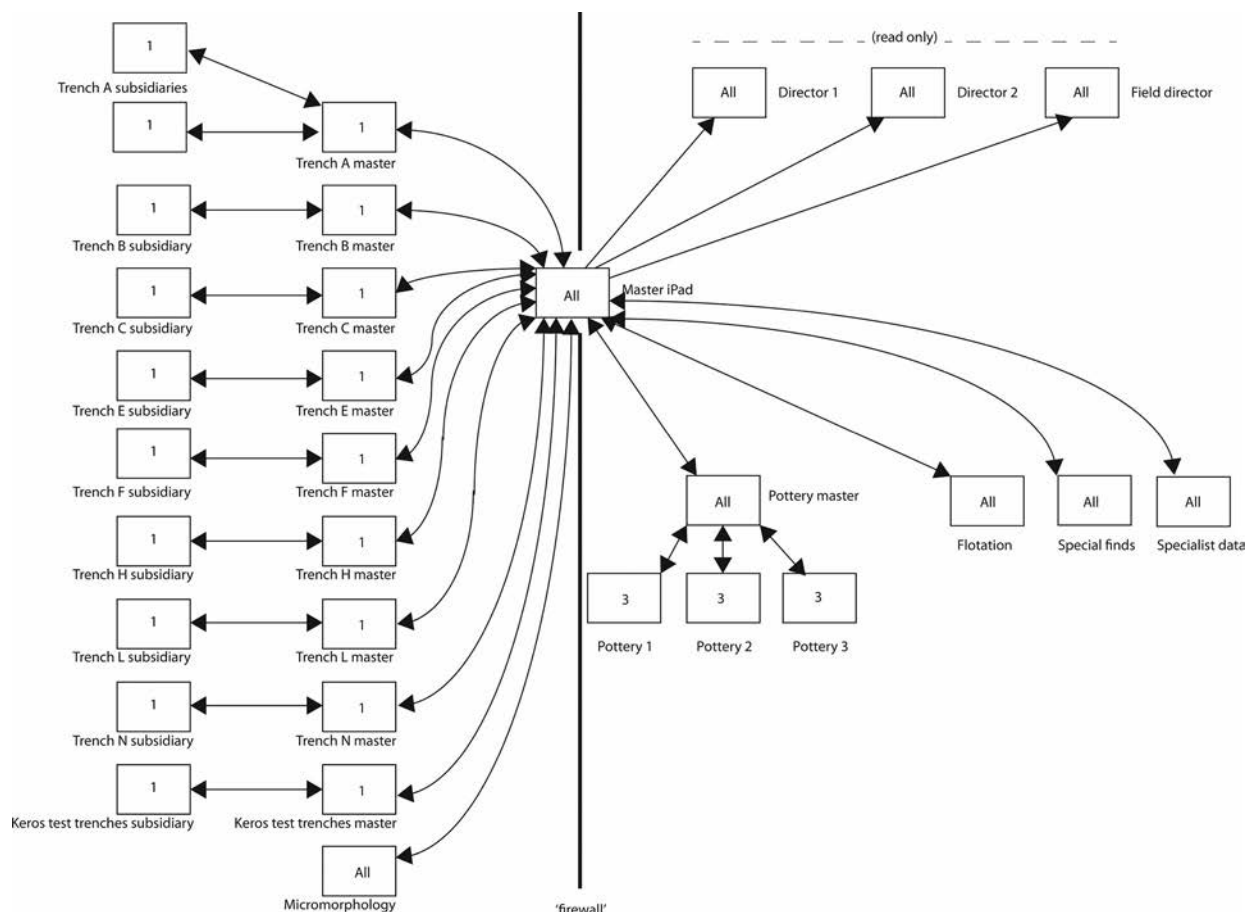 (read only)
1
Trench A subsidiaries
All
Director 1
All
Director 2
All
Field director
1
1
Trench A master
1
Trench B subsidiary
1
Trench B master
1
Trench C subsidiary
1
Trench C master
All
Master iPad
1
Trench E subsidiary
1
Trench E master
1
Trench F subsidiary
1
Trench F master
All
Pottery master
All
Flotation
All
Special finds
All
Specialist data
1
Trench H subsidiary
1
Trench H master
3
Pottery 1
3
Pottery 2
3
Pottery 3
1
Trench L subsidiary
1
Trench L master
1
Trench N subsidiary
1
Trench N master
1
Keros test trenches subsidiary
1
Keros test trenches master
All
Micromorphology
'firewall'